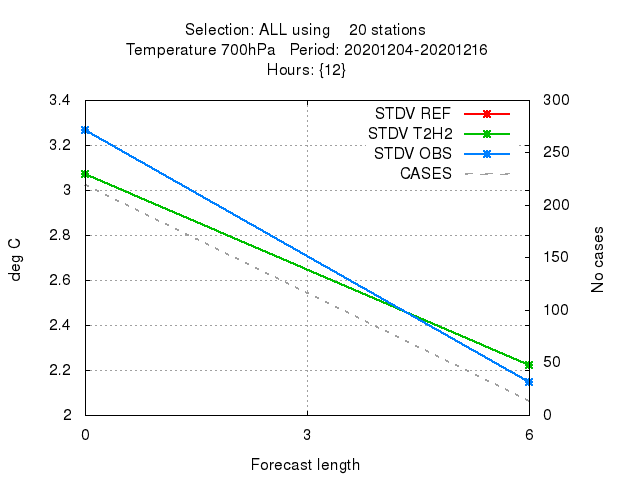 Selection: ALL using 20 stations
Temperature 700hPa Period: 20201204-20201216
Hours: {12}
3.4
3.2
3
2.8
2.6
2.4
2.2
2
deg C
STDV REF
STDV T2H2
STDV OBS
CASES
300
250
200
150
100
50
0
No cases
0 3 6
Forecast length